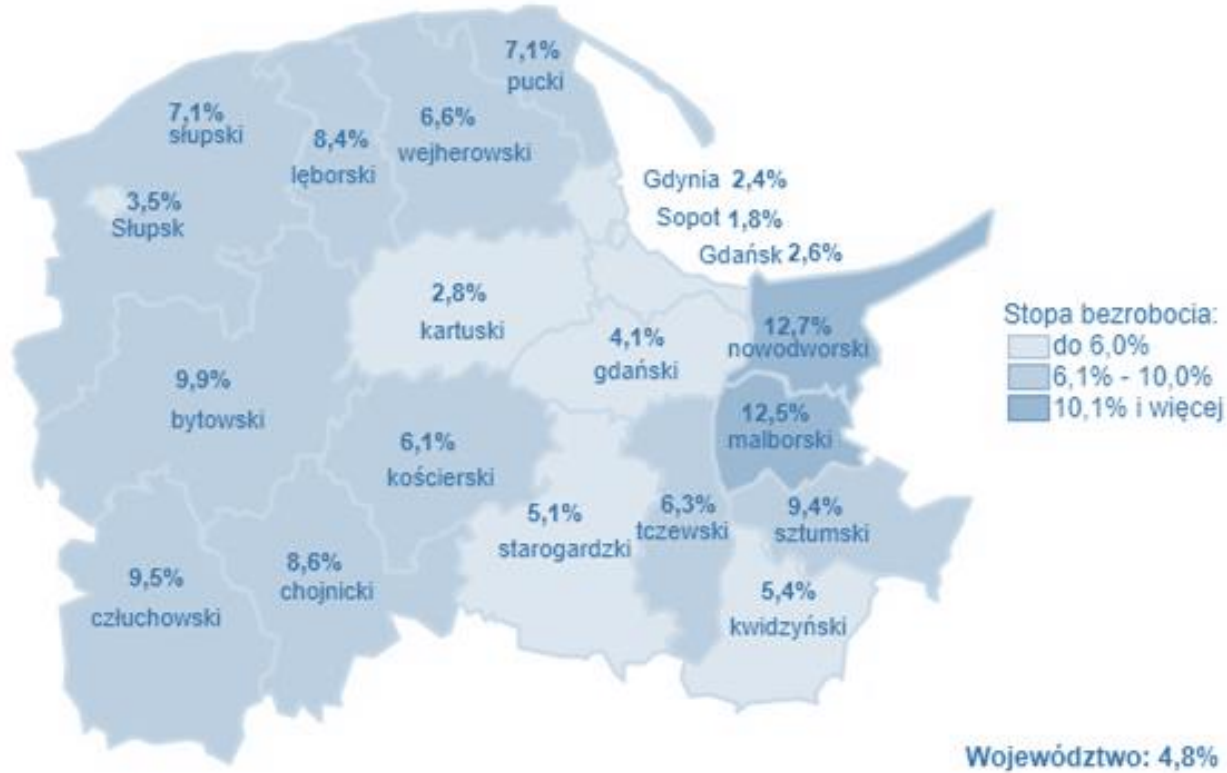 7,1%
pucki
7,1%
słupski
8,4%
lęborski
6,6%
wejherowski
Gdynia 2,4%
Sopot 1,8%
Gdańsk 2,6%
3,5%
Słupsk
2,8%
kartuski
4,1%
gdański
12,7%
nowodworski
Stopa bezrobocia:
do 6,0%
6,1% - 10,0%
10,1% i więcej
9,9%
bytowski
6,1%
kościerski
12,5%
malborski
5,1%
starogardzki
6,3%
tczewski
9,4%
sztumski
9,5%
człuchowski
8,6%
chojnicki
5,4%
kwidzyński
Województwo: 4,8%